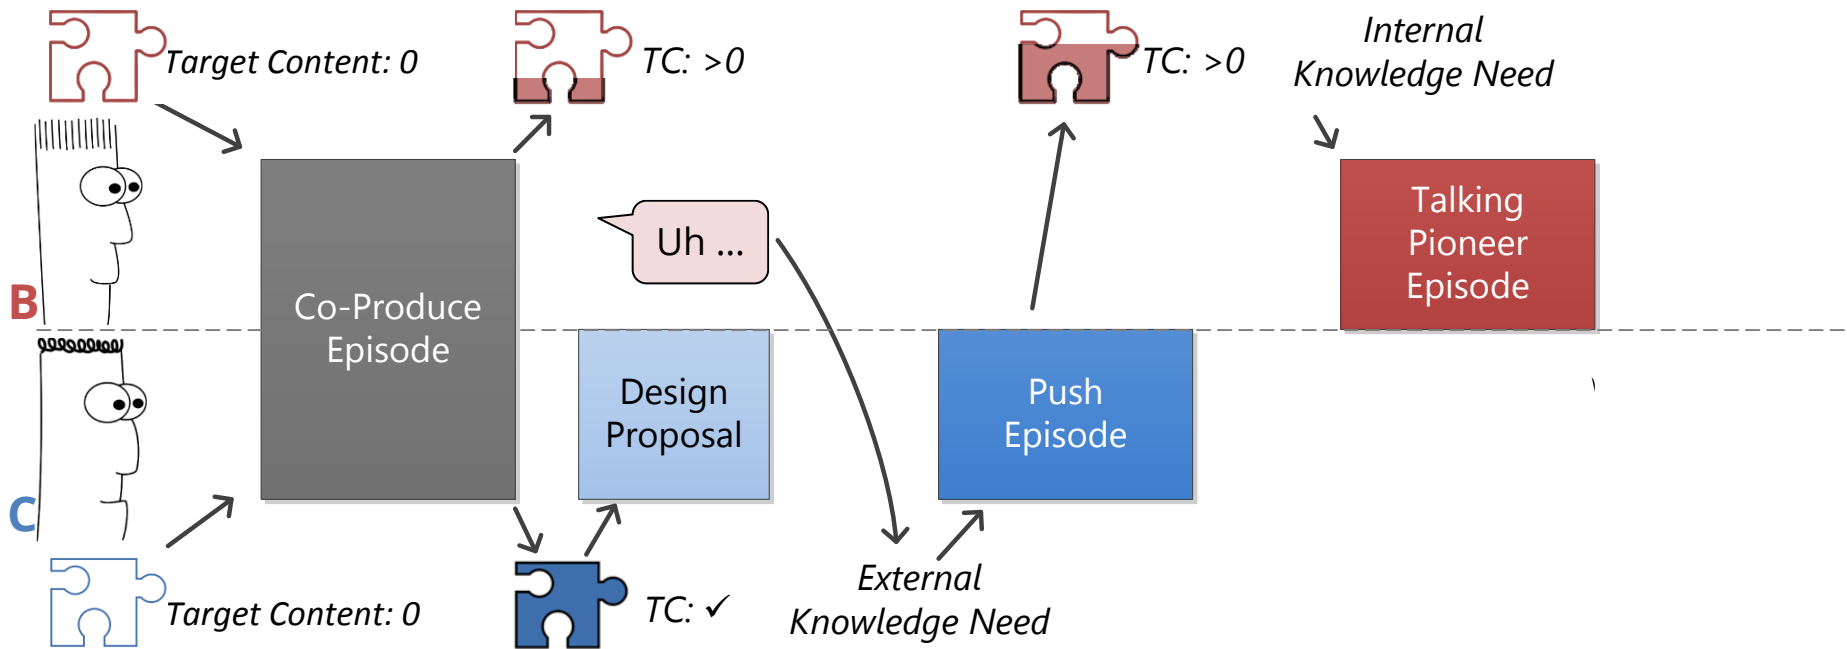 Target Content: 0
TC: >0
TC: >0
Internal
Knowledge Need
B
Co-Produce
Episode
Uh ...
Talking
Pioneer
Episode
C
Design
Proposal
Push
Episode
Target Content: 0
TC: ✓
External
Knowledge Need